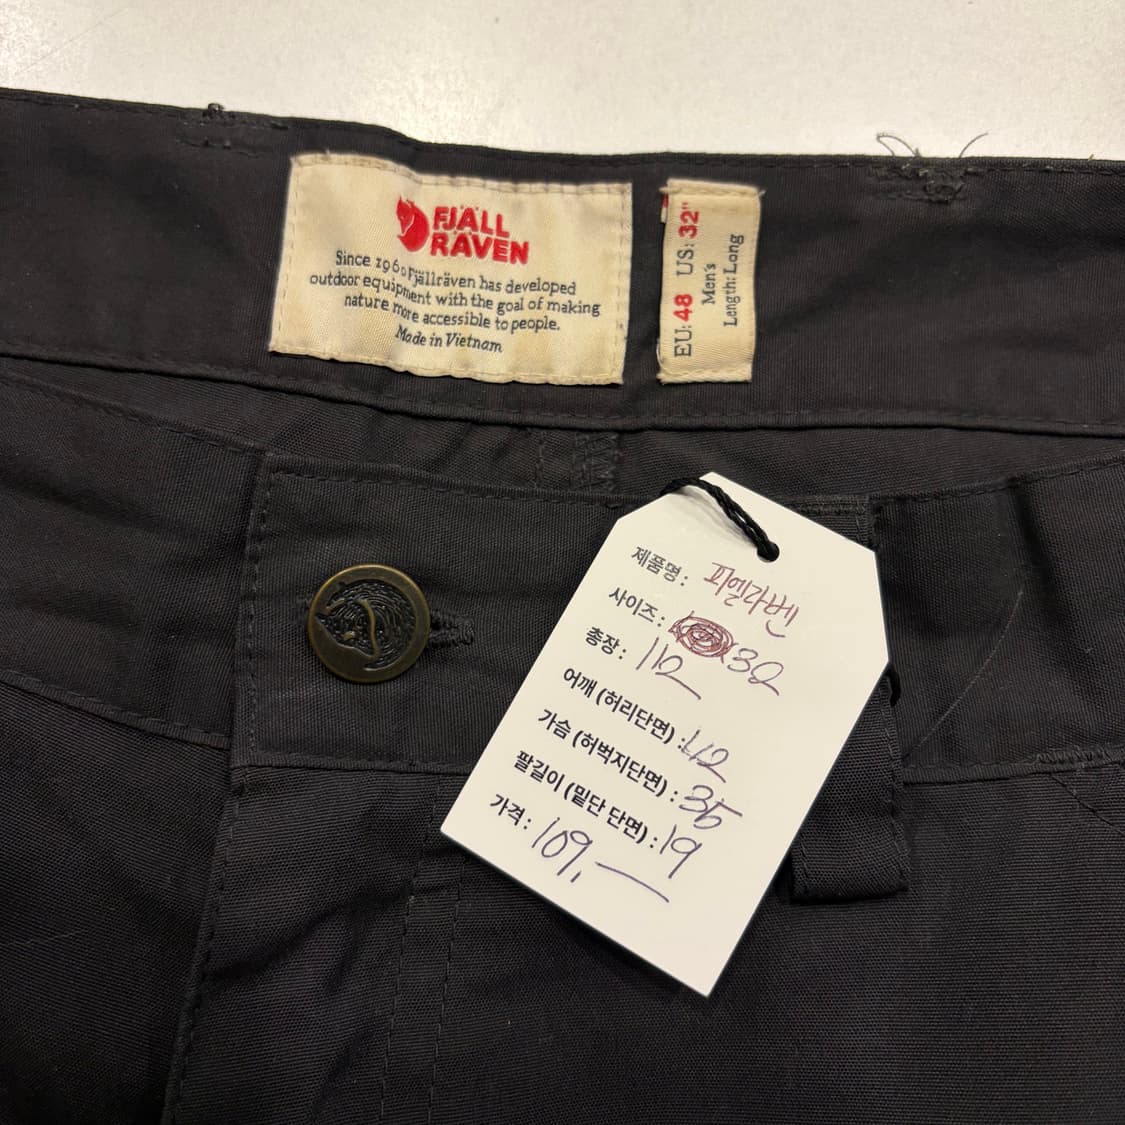 FJÄLL
RÄVEN
Since 1960 Fjällräven has developed
outdoor equipment with the goal of making
nature more accessible to people.
Made in Vietnam
EU: 48 US: 32"
Men's
Length: Long
제품명: 피엘라벤
사이즈: 32
총장: 112
어깨 (허리단면) : 42
가슴 (허벅지단면) : 35
팔길이 (밑단 단면) : 19
가격: 109,—